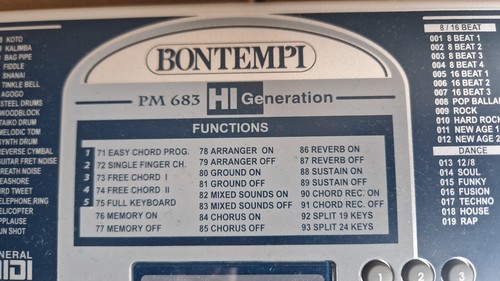 KOTO
KALIMBA
BAG PIPE
FIDDLE
SHANAI
TINKLE BELL
AGOGO
STEEL DRUMS
WOODBLOCK
TAIKO DRUM
MELODIC TOM
SYNTH DRUM
REVERSE CYMBAL
GUITAR FRET NOISE
BREATH NOISE
SEASHORE
BIRD TWEET
TELEPHONE RING
HELICOPTER
APPLAUSE
GUN SHOT
GENERAL
MIDI
BONTEMPI
PM 683 HI Generation
FUNCTIONS
1 71 EASY CHORD PROG.
2 72 SINGLE FINGER CH.
3 73 FREE CHORD I
4 74 FREE CHORD II
5 75 FULL KEYBOARD
76 MEMORY ON
77 MEMORY OFF
78 ARRANGER ON
79 ARRANGER OFF
80 GROUND ON
81 GROUND OFF
82 MIXED SOUNDS ON
83 MIXED SOUNDS OFF
84 CHORUS ON
85 CHORUS OFF
86 REVERB ON
87 REVERB OFF
88 SUSTAIN ON
89 SUSTAIN OFF
90 CHORD REC. ON
91 CHORD REC. OFF
92 SPLIT 19 KEYS
93 SPLIT 24 KEYS
8 / 16 BEAT
001 8 BEAT 1
002 8 BEAT 2
003 8 BEAT 3
004 8 BEAT 4
005 16 BEAT 1
006 16 BEAT 2
007 16 BEAT 3
008 POP BALLA
009 ROCK
010 HARD ROCK
011 NEW AGE 1
012 NEW AGE 2
DANCE
013 12/8
014 SOUL
015 FUNKY
016 FUSION
017 TECHNO
018 HOUSE
019 RAP
1
2
3